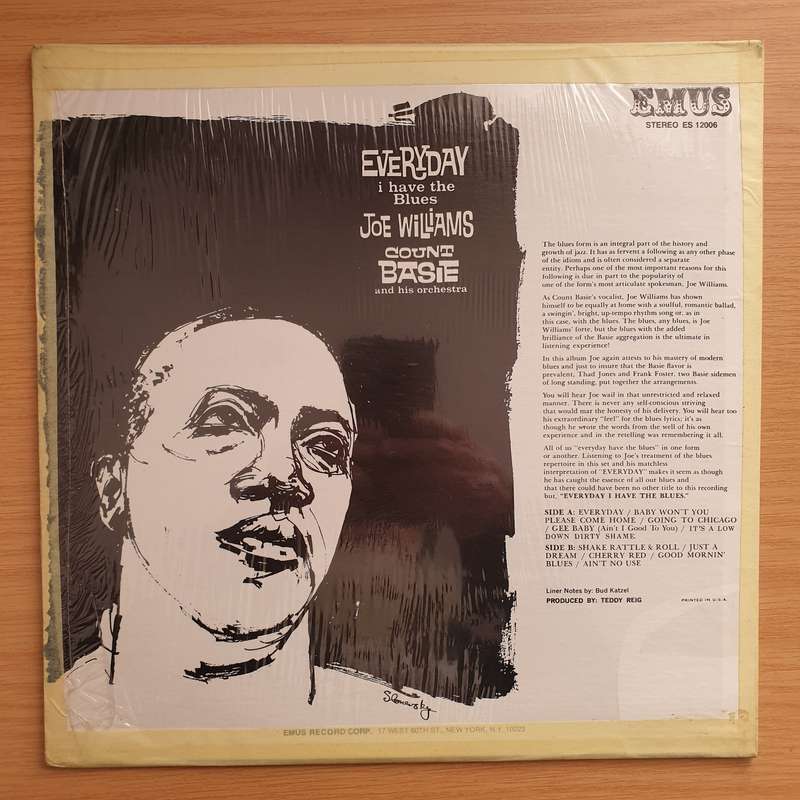 EMUS
STEREO ES 12006
EVERYDAY
i have the
Blues
JOE WILLIAMS
COUNT
BASIE
and his orchestra
The blues form is an integral part of the history and
growth of jazz. It has as fervent a following as any other phase
of the idiom and is often considered a separate
entity. Perhaps one of the most important reasons for this
following is due in part to the popularity of
one of the form's most articulate spokesman, Joe Williams.
As Count Basie's vocalist, Joe Williams has shown
himself to be equally at home with a soulful, romantic ballad,
a swingin', bright, up-tempo rhythm song or, as in
this case, with the blues. The blues, any blues, is Joe
Williams' forte, but the blues with the added
brilliance of the Basie aggregation is the ultimate in
listening experience!
In this album Joe again attests to his mastery of modern
blues and just to insure that the Basie flavor is
prevalent, Thad Jones and Frank Foster, two Basie sidemen
of long standing, put together the arrangements.
You will hear Joe wail in that unrestricted and relaxed
manner. There is never any self-conscious striving
that would mar the honesty of his delivery. You will hear too
his extraordinary "feel" for the blues lyrics; it's as
though he wrote the words from the well of his own
experience and in the retelling was remembering it all.
All of us "everyday have the blues" in one form
or another. Listening to Joe's treatment of the blues
repertoire in this set and his matchless
interpretation of "EVERYDAY" makes it seem as though
he has caught the essence of all out blues and
that there could have been no other title to this recording
but, "EVERYDAY I HAVE THE BLUES."
SIDE A: EVERYDAY / BABY WON'T YOU
PLEASE COME HOME / GOING TO CHICAGO
/ GEE BABY (Ain't I Good To You) / IT'S A LOW
DOWN DIRTY SHAME
SIDE B: SHAKE RATTLE & ROLL / JUST A
DREAM / CHERRY RED / GOOD MORNIN'
BLUES / AIN'T NO USE
Liner Notes by: Bud Katzel
PRODUCED BY: TEDDY REIG
PRINTED IN U.S.A.
Slonevsky
EMUS RECORD CORP. 17 WEST 60TH ST., NEW YORK, N.Y. 10023